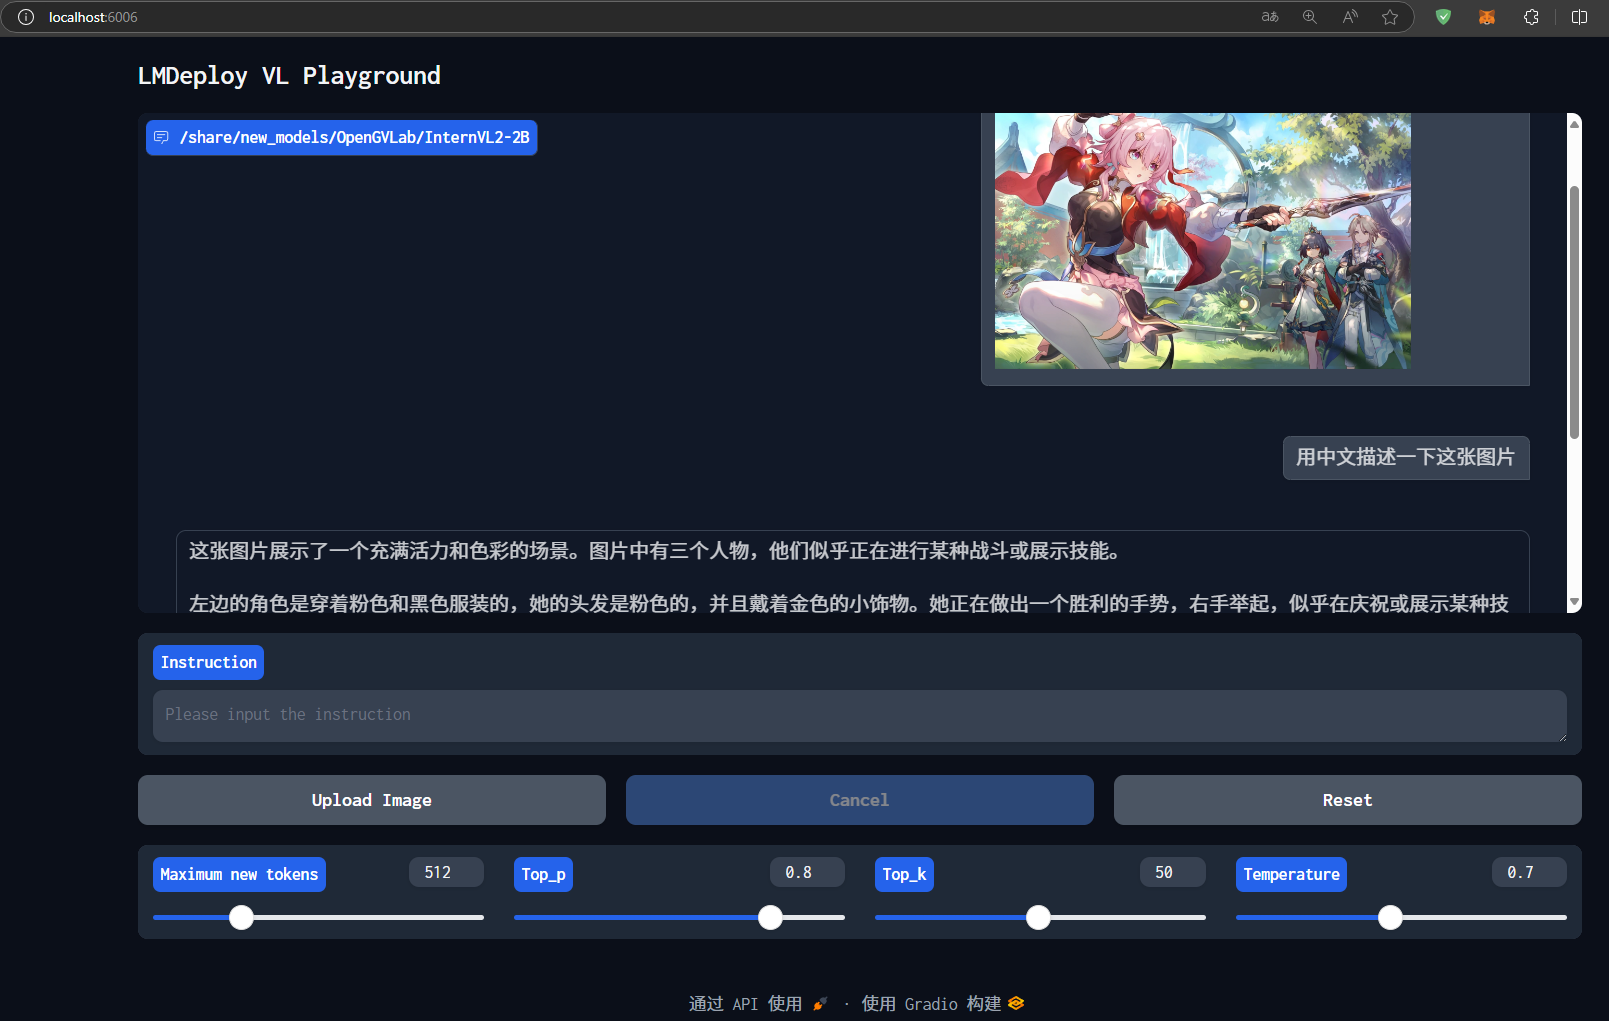 localhost:6006
LMDeploy VL Playground
/share/new_models/OpenGVLab/InternVL2-2B
用中文描述一下这张图片
这张图片展示了一个充满活力和色彩的场景。图片中有三个人物，他们似乎正在进行某种战斗或展示技能。
左边的角色是穿着粉色和黑色服装的，她的头发是粉色的，并且戴着金色的小饰物。她正在做出一个胜利的手势，右手举起，似乎在庆祝或展示某种技
Instruction
Please input the instruction
Upload Image
Cancel
Reset
Maximum new tokens 512
Top_p 0.8
Top_k 50
Temperature 0.7
通过 API 使用 · 使用 Gradio 构建